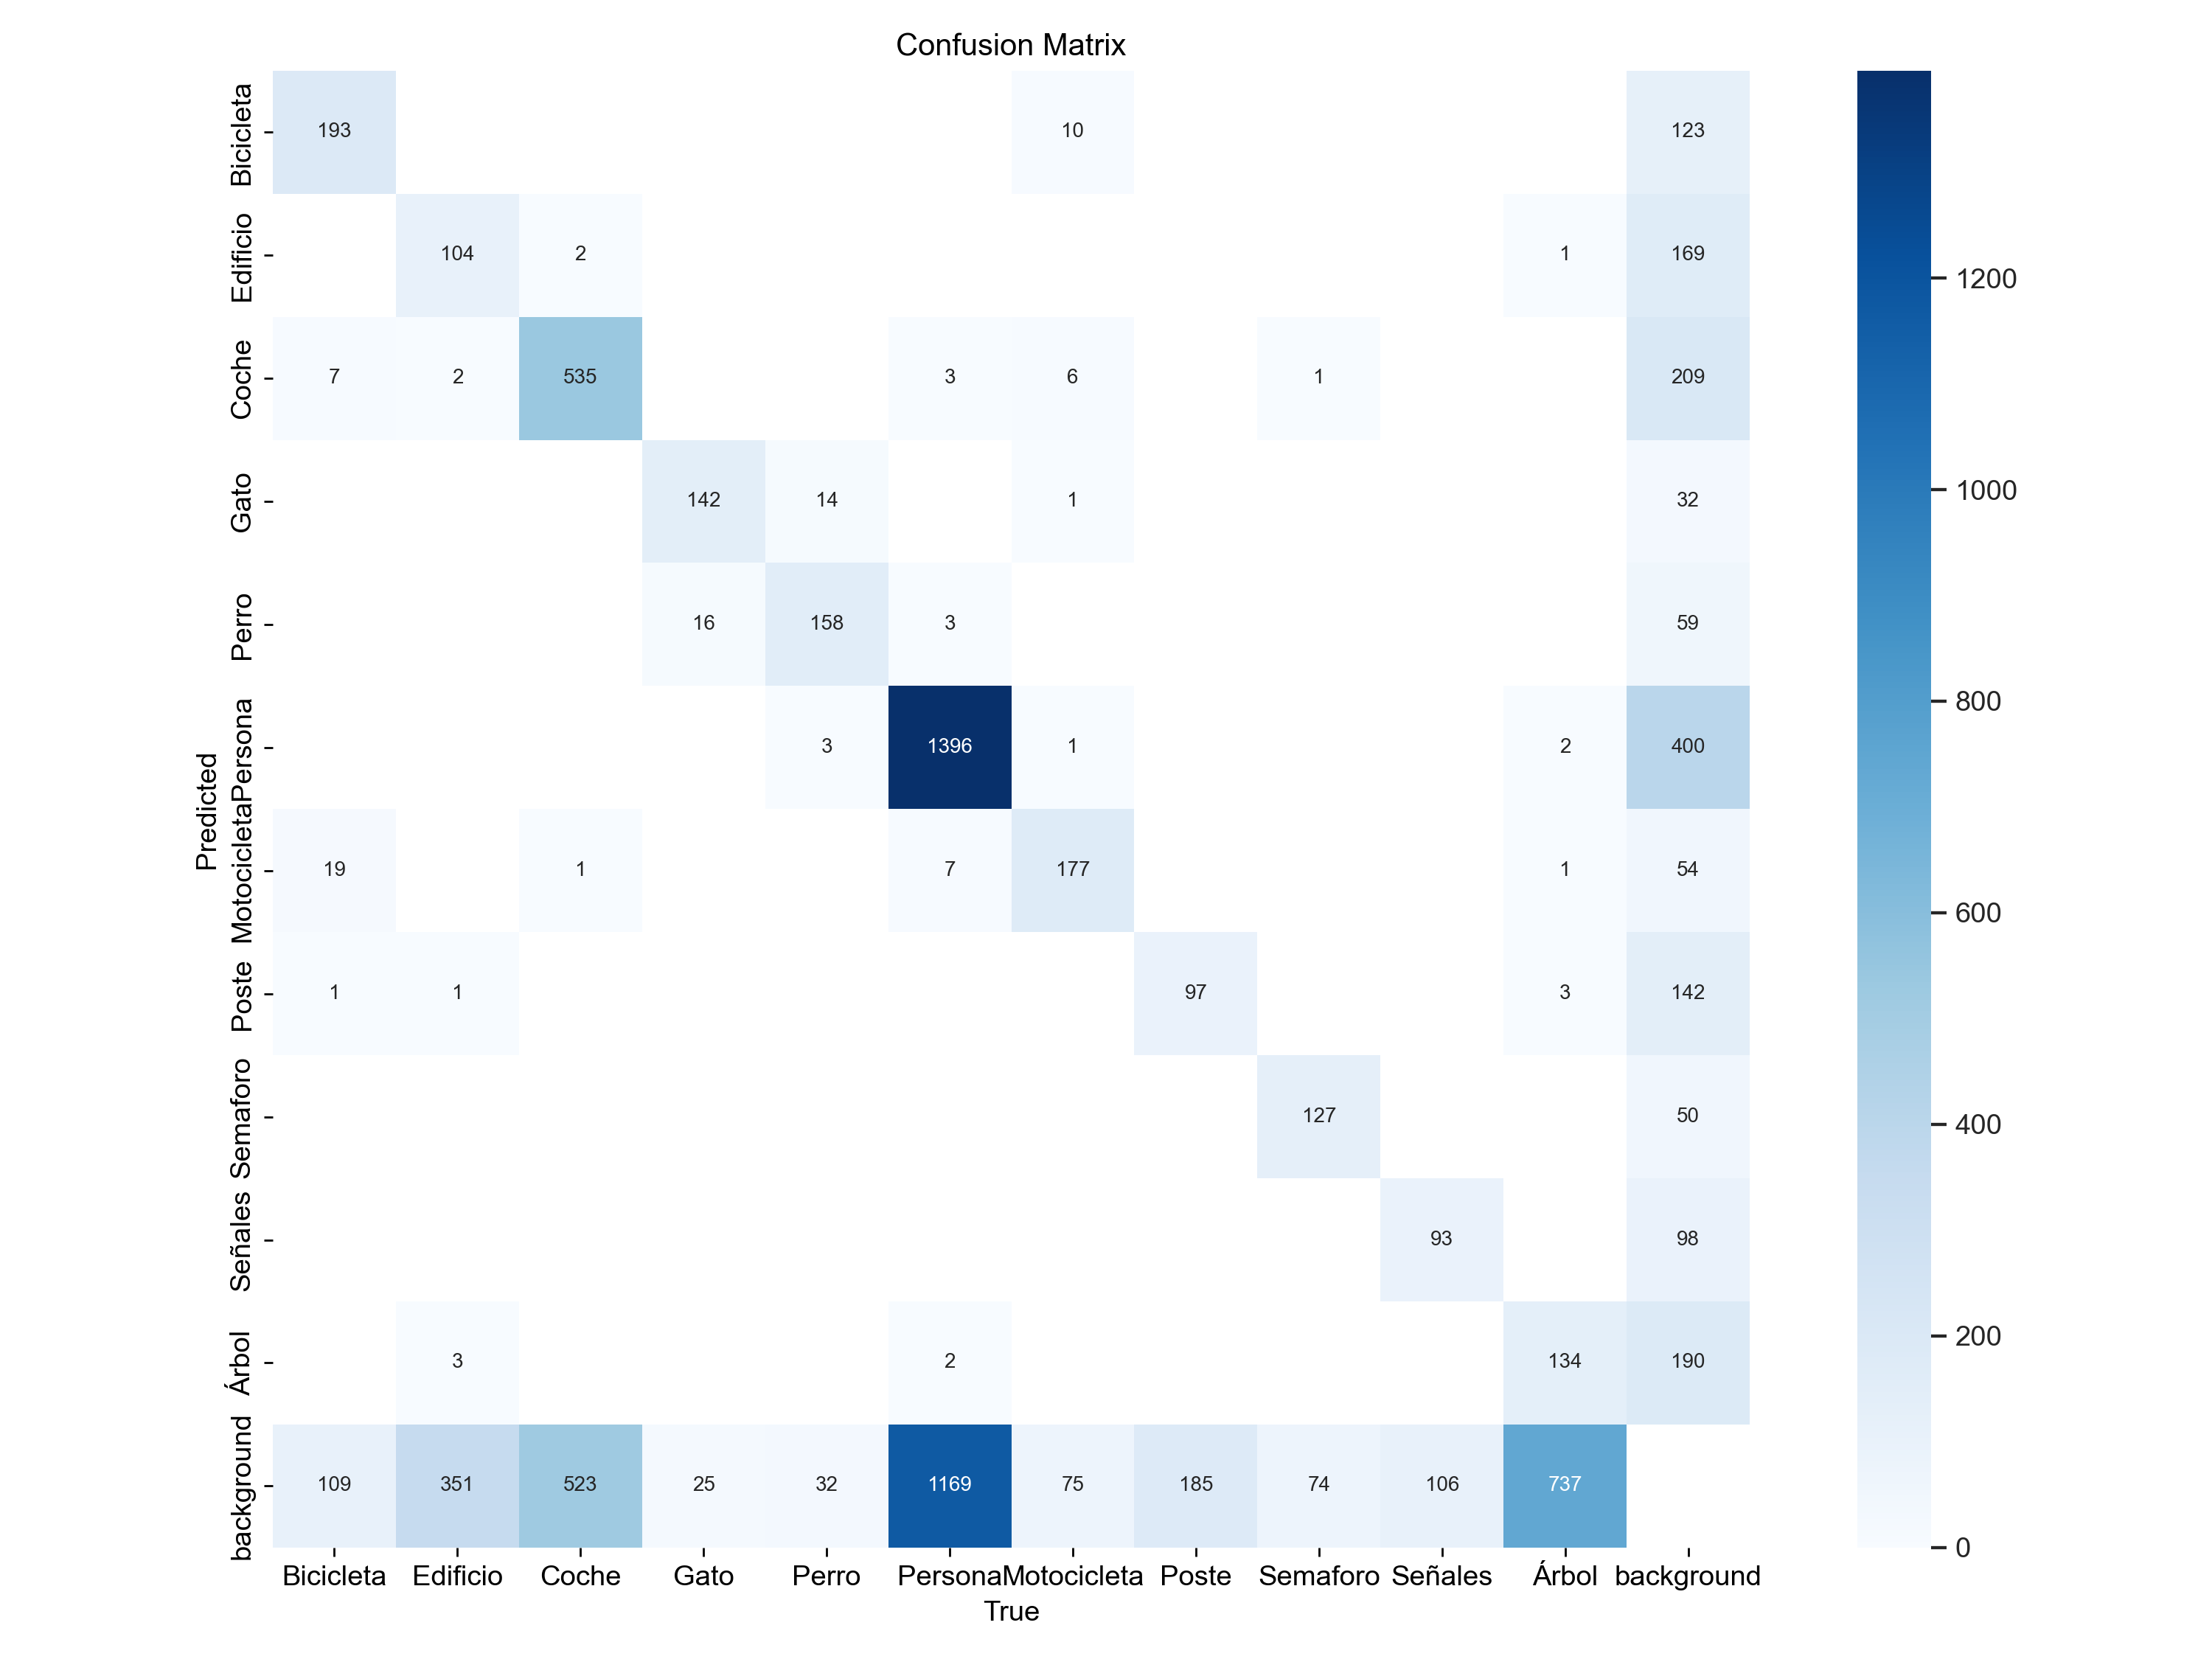 Confusion Matrix
Bicicleta 193 10 123
Edificio 104 2 1 169
1200
Coche 7 2 535 3 6 1 209
1000
Gato 142 14 1 32
Perro 16 158 3 59
800
Persona 3 1396 1 2 400
Predicted
Motocicleta 19 1 7 177 1 54
600
Poste 1 1 97 3 142
Semaforo 127 50
400
Señales 93 98
200
Árbol 3 2 134 190
background 109 351 523 25 32 1169 75 185 74 106 737
0
Bicicleta Edificio Coche Gato Perro Persona Motocicleta Poste Semaforo Señales Árbol background
True